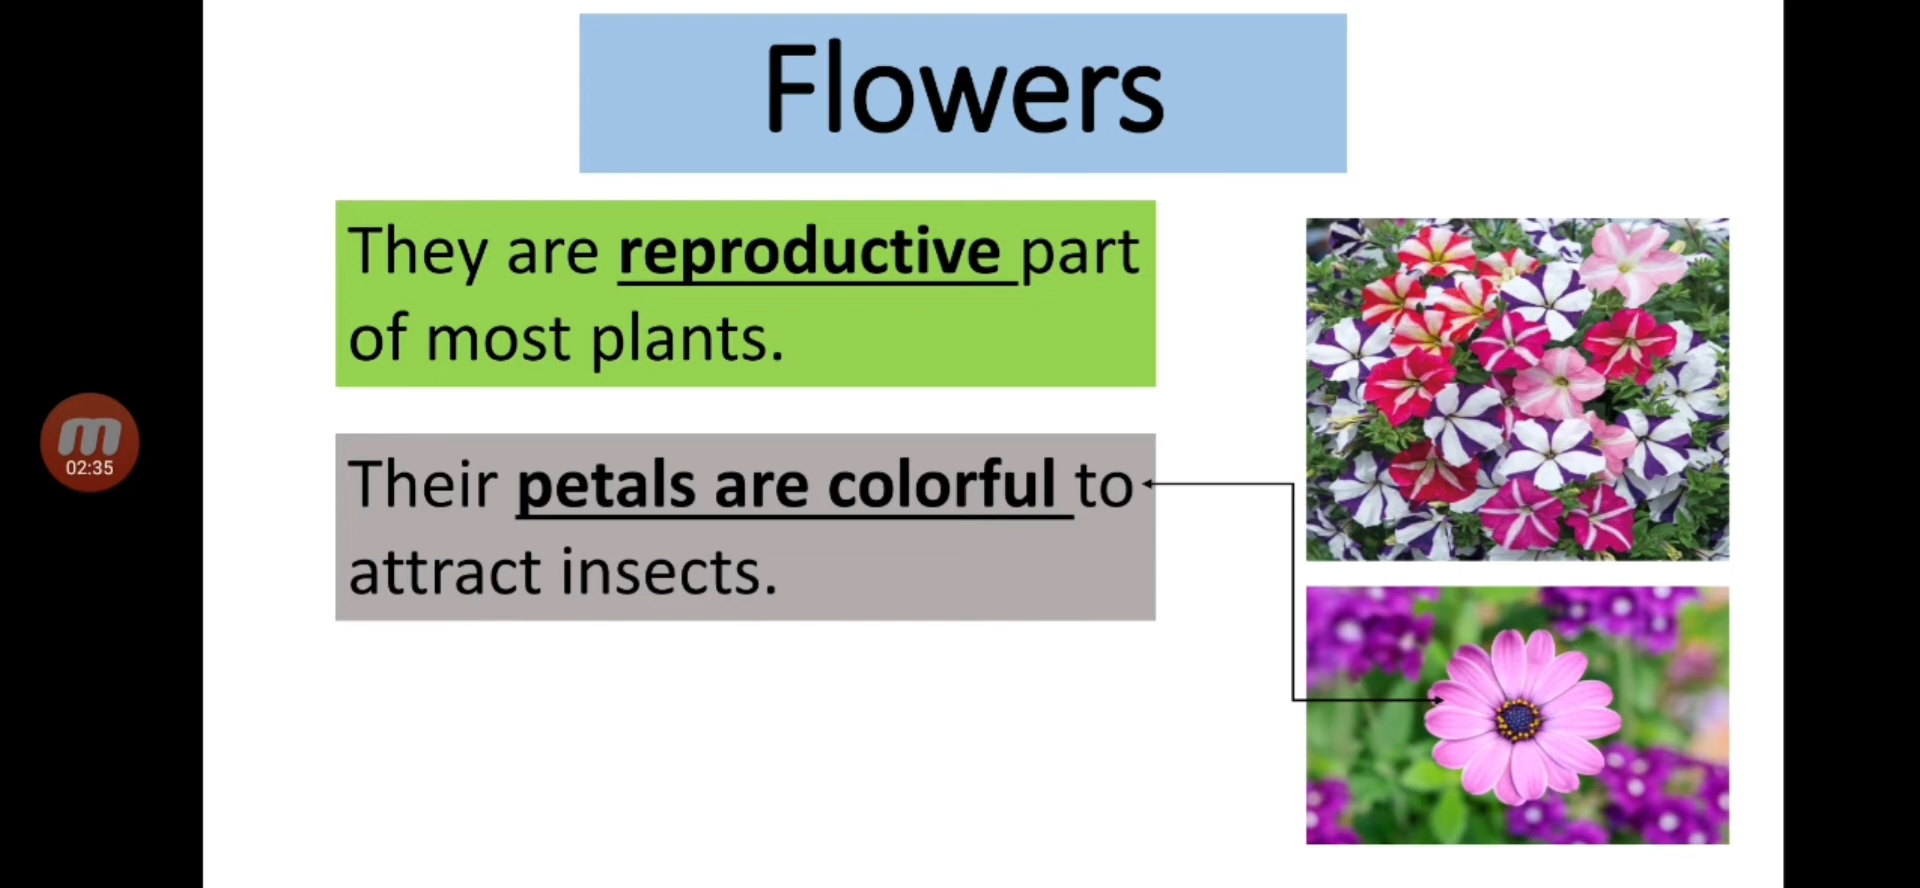 Flowers
They are reproductive part
of most plants.
Their petals are colorful to
attract insects.
m
02:35